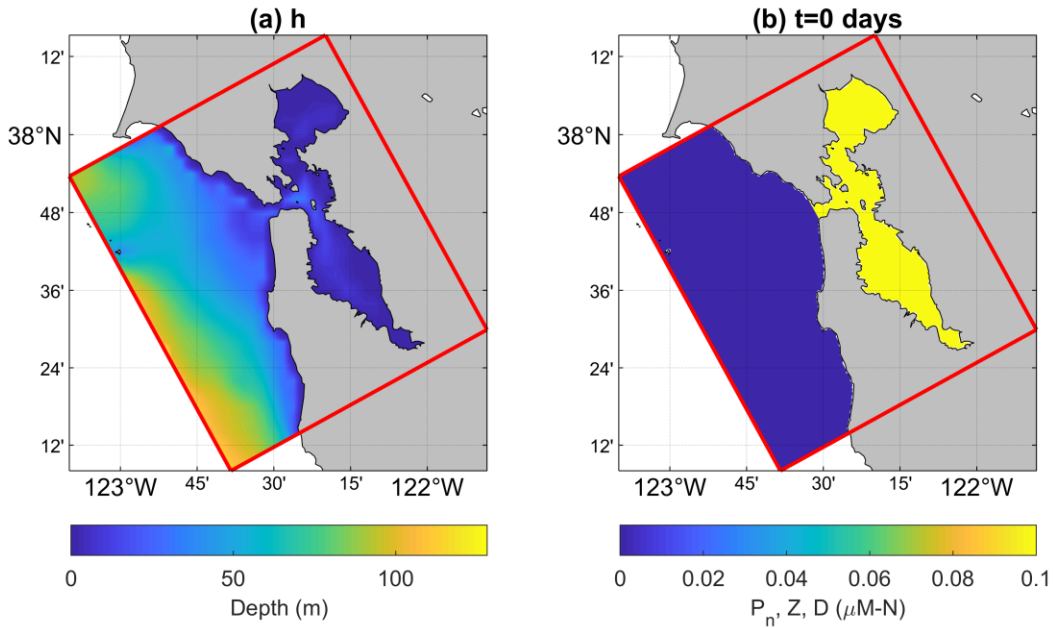 (a) h
12'
38°N
48'
36'
24'
12'
123°W 45' 30' 15' 122°W
0 50 100
Depth (m)
(b) t=0 days
12'
38°N
48'
36'
24'
12'
123°W 45' 30' 15' 122°W
0 0.02 0.04 0.06 0.08 0.1
P_n, Z, D (μM-N)